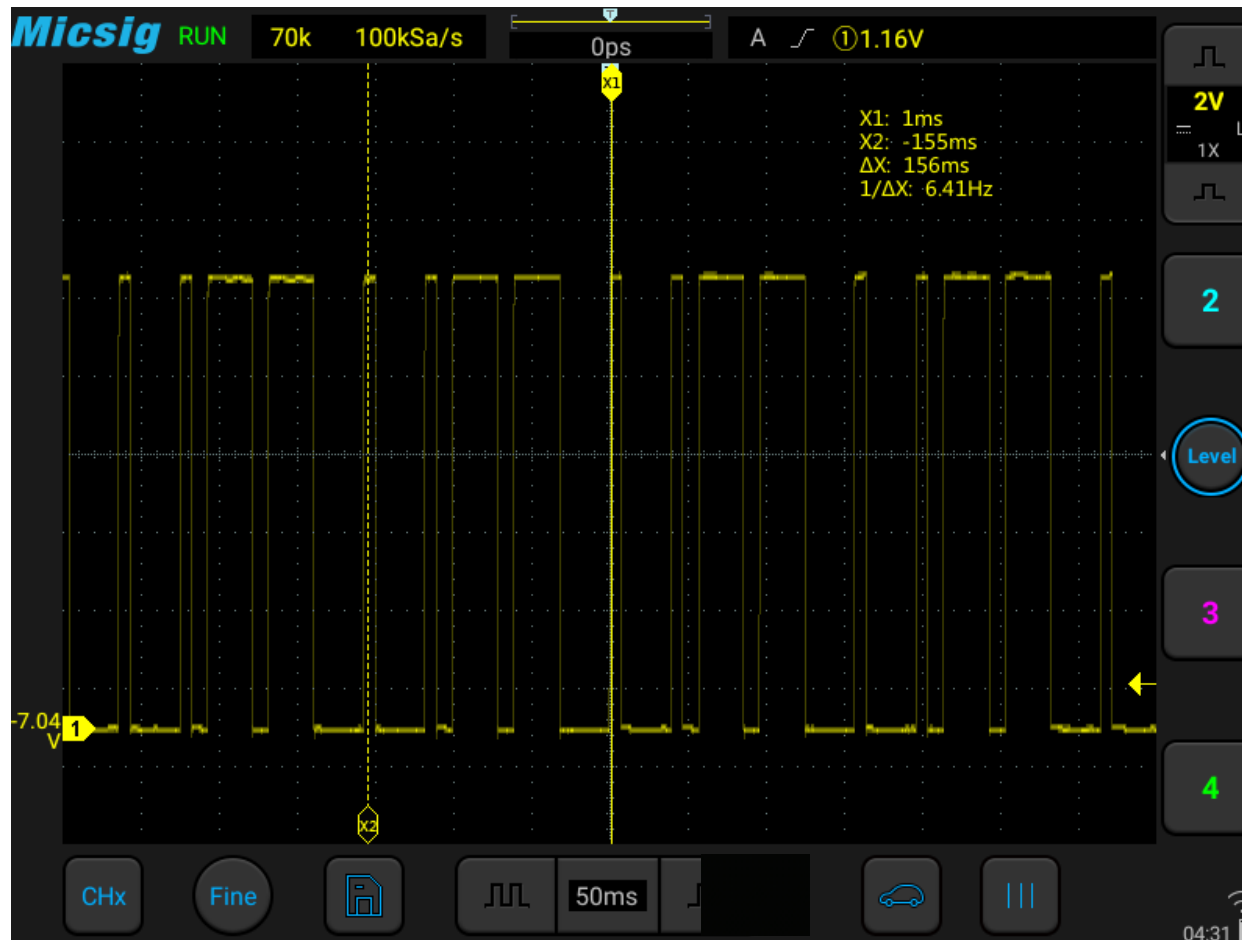 Micsig RUN 70k 100kSa/s T 0ps A ①1.16V
X1
X1: 1ms
X2: -155ms
ΔX: 156ms
1/ΔX: 6.41Hz
2V
L
1X
2
Level
3
-7.04
V
1
4
X2
CHx Fine 50ms
04:31